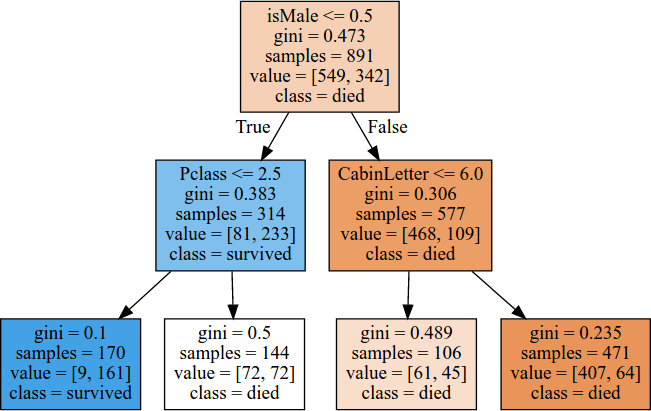 isMale <= 0.5
gini = 0.473
samples = 891
value = [549, 342]
class = died
True
False
Pclass <= 2.5
gini = 0.383
samples = 314
value = [81, 233]
class = survived
CabinLetter <= 6.0
gini = 0.306
samples = 577
value = [468, 109]
class = died
gini = 0.1
samples = 170
value = [9, 161]
class = survived
gini = 0.5
samples = 144
value = [72, 72]
class = died
gini = 0.489
samples = 106
value = [61, 45]
class = died
gini = 0.235
samples = 471
value = [407, 64]
class = died